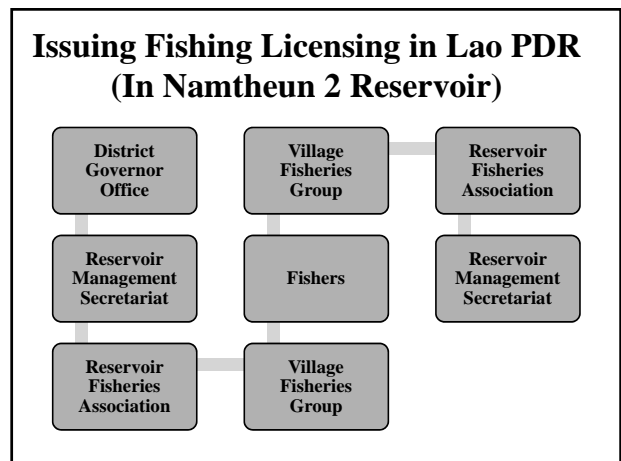 Issuing Fishing Licensing in Lao PDR
(In Namtheun 2 Reservoir)
District
Governor
Office
Reservoir
Management
Secretariat
Reservoir
Fisheries
Association
Village
Fisheries
Group
Fishers
Village
Fisheries
Group
Reservoir
Fisheries
Association
Reservoir
Management
Secretariat